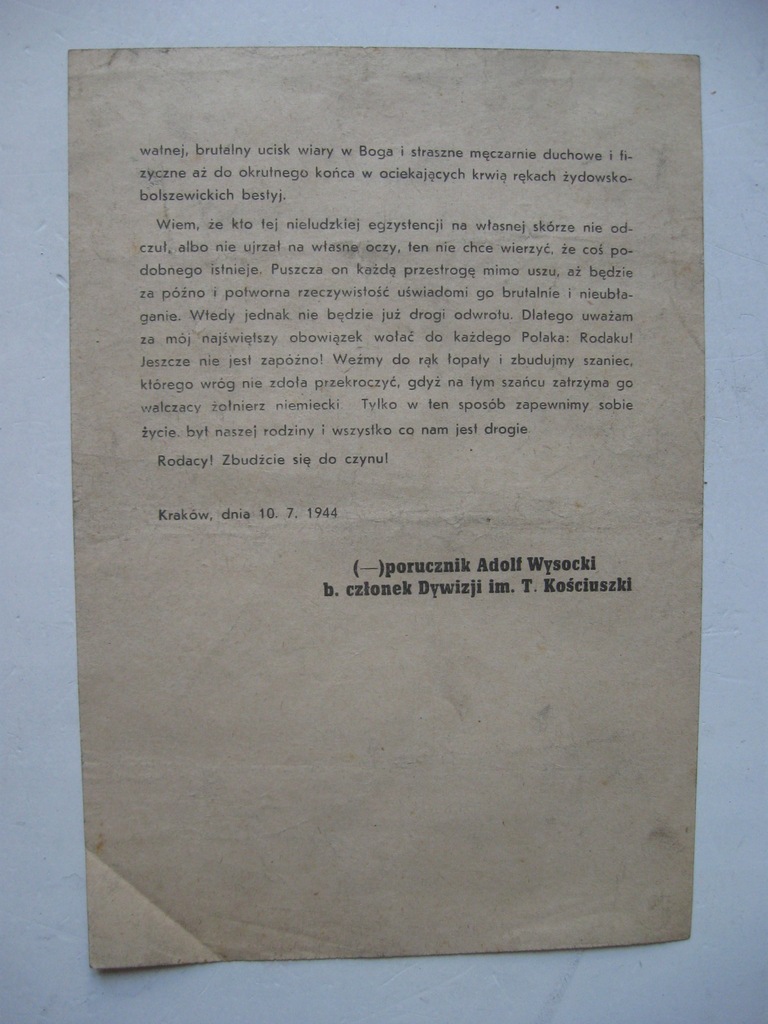 watnej, brutalny ucisk wiary w Boga i straszne męczarnie duchowe i fi-
zyczne aż do okrutnego końca w ociekających krwią rękach żydowsko-
bolszewickich bestyj.
Wiem, że kto tej nieludzkiej egzystencji na własnej skórze nie od-
czuł, albo nie ujrzał na własne oczy, ten nie chce wierzyć, że coś po-
dobnego istnieje. Puszcza on każdą przestrogę mimo uszu, aż będzie
za późno i potworna rzeczywistość uświadomi go brutalnie i nieubła-
ganie. Wtedy jednak nie będzie już drogi odwrotu. Dlatego uważam
za mój najświętszy obowiązek wołać do każdego Polaka: Rodaku!
Jeszcze nie jest zapóźno! Weźmy do rąk łopaty i zbudujmy szaniec,
którego wróg nie zdoła przekroczyć, gdyż na tym szańcu zatrzyma go
walczacy żołnierz niemiecki. Tylko w ten sposób zapewnimy sobie
życie. byt naszej rodziny i wszystko co nam jest drogie
Rodacy! Zbudźcie się do czynu!
Kraków, dnia 10. 7. 1944
(—)porucznik Adolf Wysocki
b. członek Dywizji im. T. Kościuszki